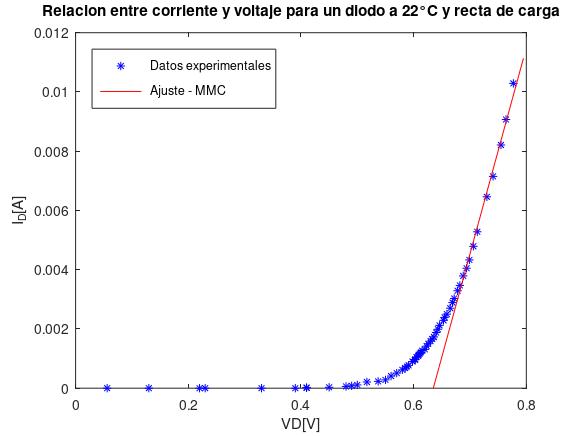 Relacion entre corriente y voltaje para un diodo a 22°C y recta de carga
0.012
Datos experimentales
Ajuste - MMC
0.01
0.008
I_D[A]
0.006
0.004
0.002
0
0 0.2 0.4 0.6 0.8
VD[V]